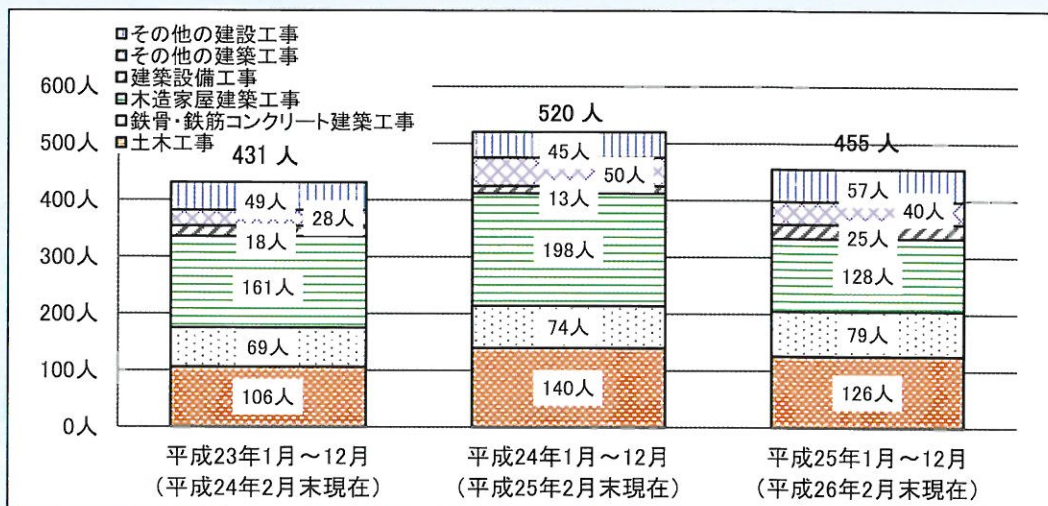 その他の建設工事
その他の建築工事
建築設備工事
木造家屋建築工事
鉄骨・鉄筋コンクリート建築工事
土木工事
600人
500人
400人
300人
200人
100人
0人
431 人
49人
28人
18人
161人
69人
106人
520 人
45人
50人
13人
198人
74人
140人
455 人
57人
40人
25人
128人
79人
126人
平成23年1月～12月
（平成24年2月末現在）
平成24年1月～12月
（平成25年2月末現在）
平成25年1月～12月
（平成26年2月末現在）